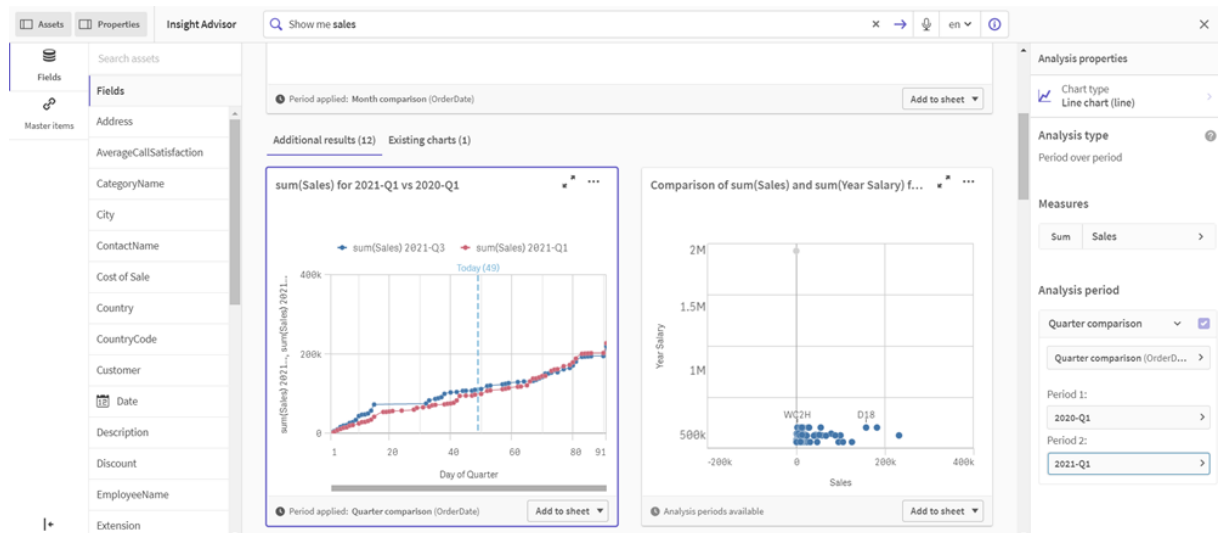 Assets
Properties
Insight Advisor
Show me sales
en
Fields
Master items
Search assets
Fields
Address
AverageCallSatisfaction
CategoryName
City
ContactName
Cost of Sale
Country
CountryCode
Customer
Date
Description
Discount
EmployeeName
Extension
Period applied: Month comparison (OrderDate)
Add to sheet
Additional results (12)
Existing charts (1)
sum(Sales) for 2021-Q1 vs 2020-Q1
sum(Sales) 2021-Q3
sum(Sales) 2021-Q1
Today (49)
sum(Sales) 2021..., sum(Sales) 2021...
400k
200k
0
1 20 40 60 80 91
Day of Quarter
Period applied: Quarter comparison (OrderDate)
Add to sheet
Comparison of sum(Sales) and sum(Year Salary) f...
Year Salary
2M
1.5M
1M
500k
WC2H
D18
-200k 0 200k 400k
Sales
Analysis periods available
Add to sheet
Analysis properties
Chart type
Line chart (line)
Analysis type
Period over period
Measures
Sum Sales
Analysis period
Quarter comparison
Quarter comparison (OrderD...
Period 1:
2020-Q1
Period 2:
2021-Q1